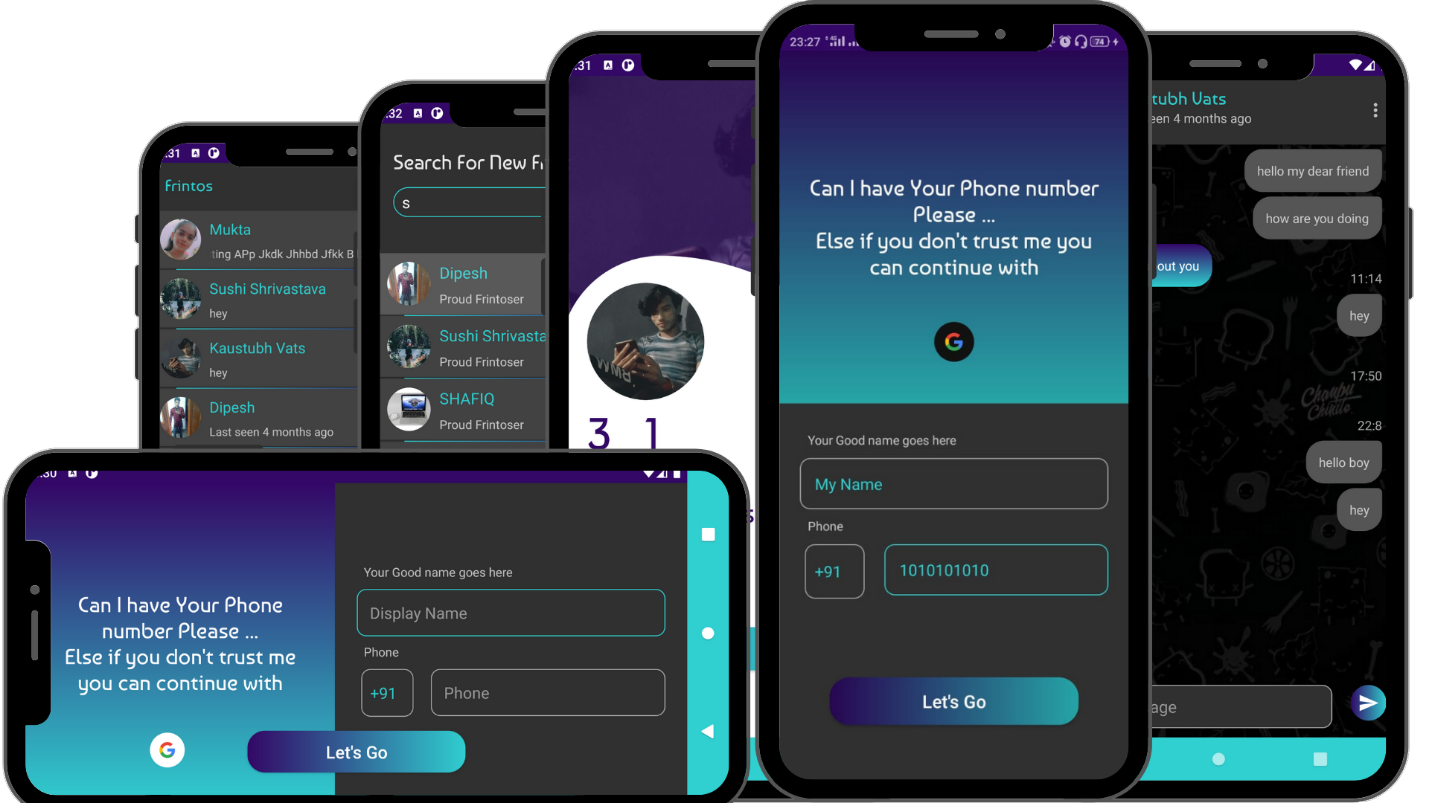 :31
Frintos
Mukta
ting APp Jkdk Jhhbd Jfkk B
Sushi Shrivastava
hey
Kaustubh Vats
hey
Dipesh
Last seen 4 months ago
:32
Search For New Fr
s
Dipesh
Proud Frintoser
Sushi Shrivasta
Proud Frintoser
SHAFIQ
Proud Frintoser
:31
3 1
23:27
74
Can I have Your Phone number
Please ...
Else if you don't trust me you
can continue with
G
Your Good name goes here
My Name
Phone
+91
1010101010
Let's Go
tubh Vats
een 4 months ago
hello my dear friend
how are you doing
out you
11:14
hey
17:50
Chanpu
Chintto
22:8
hello boy
hey
age
:30
Can I have Your Phone
number Please ...
Else if you don't trust me
you can continue with
G
Your Good name goes here
Display Name
Phone
+91
Phone
Let's Go